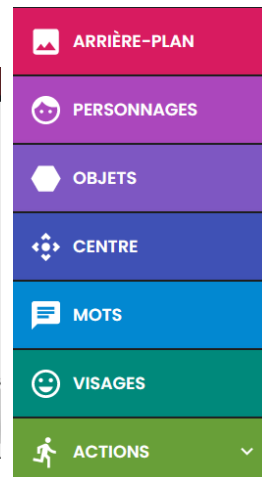 ARRIÈRE-PLAN
PERSONNAGES
OBJETS
CENTRE
MOTS
VISAGES
ACTIONS